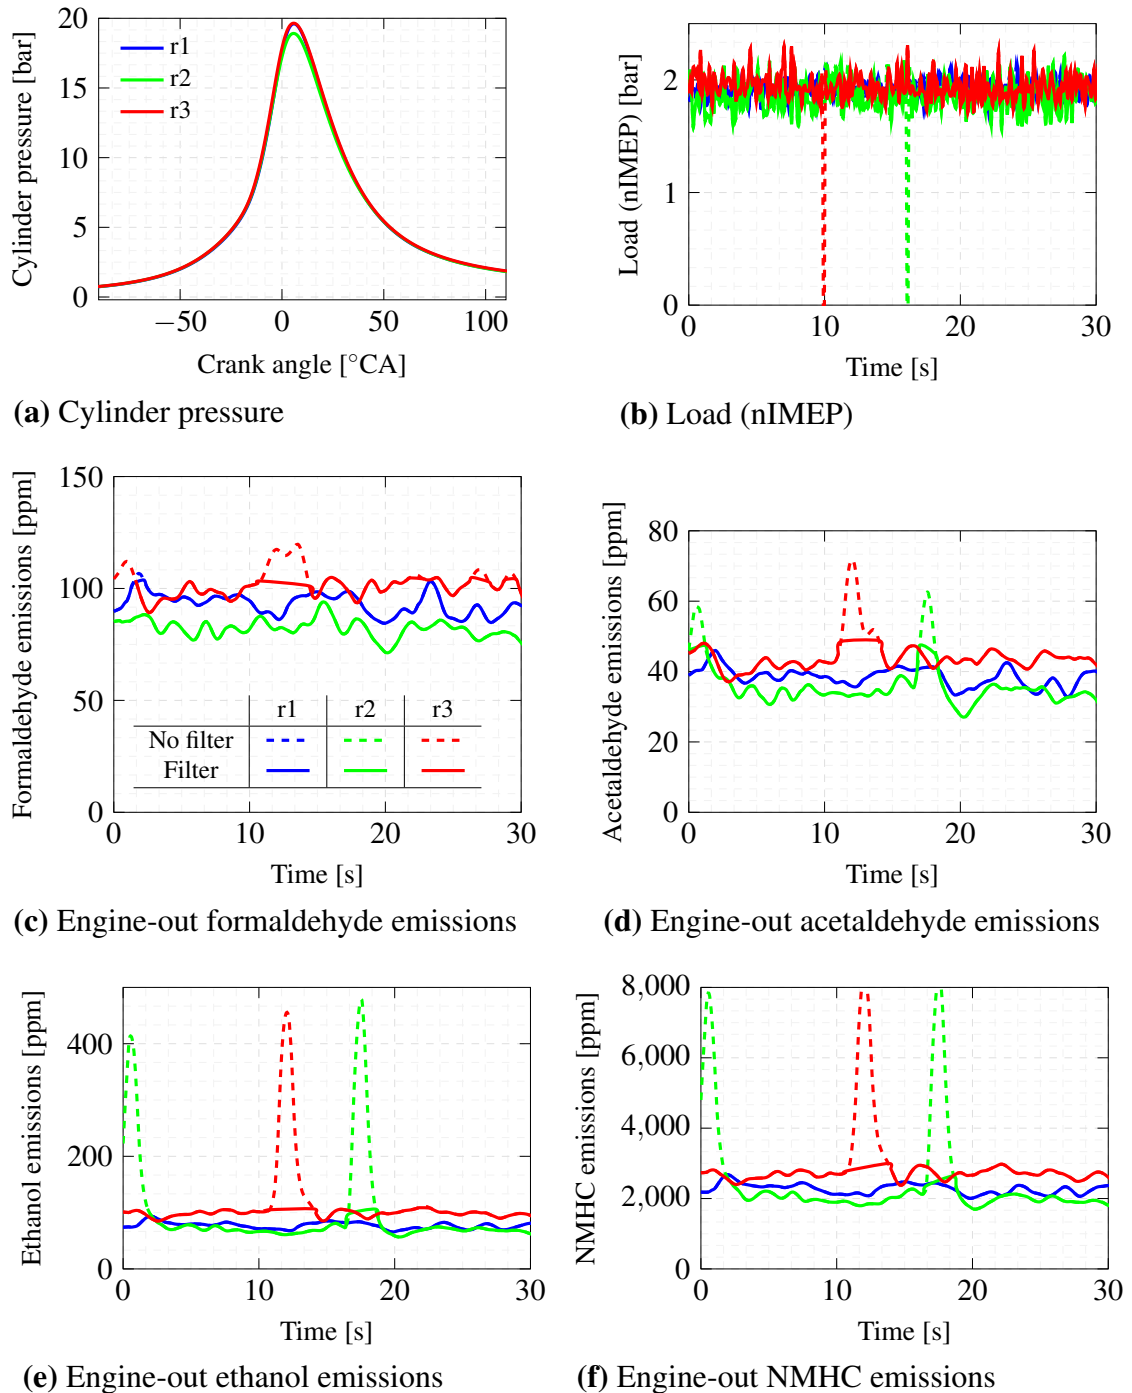 20
15
10
5
0
−50
0
50
100
Cylinder pressure [bar]
Crank angle [°CA]
r1
r2
r3
(a) Cylinder pressure
2
1
0
0
10
20
30
Load (nIMEP) [bar]
Time [s]
(b) Load (nIMEP)
150
100
50
0
0
10
20
30
Formaldehyde emissions [ppm]
Time [s]
r1 r2 r3
No filter
Filter
(c) Engine-out formaldehyde emissions
80
60
40
20
0
0
10
20
30
Acetaldehyde emissions [ppm]
Time [s]
(d) Engine-out acetaldehyde emissions
400
200
0
0
10
20
30
Ethanol emissions [ppm]
Time [s]
(e) Engine-out ethanol emissions
8,000
6,000
4,000
2,000
0
0
10
20
30
NMHC emissions [ppm]
Time [s]
(f) Engine-out NMHC emissions